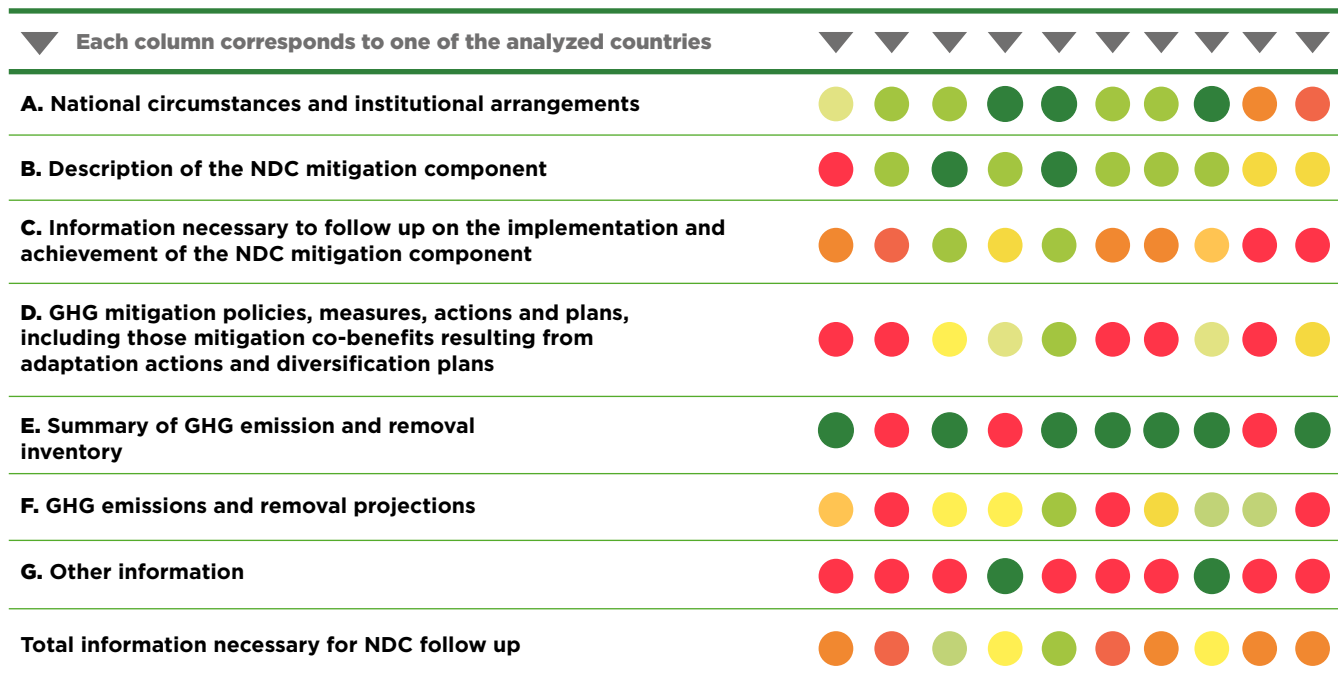 Each column corresponds to one of the analyzed countries
A. National circumstances and institutional arrangements
B. Description of the NDC mitigation component
C. Information necessary to follow up on the implementation and
achievement of the NDC mitigation component
D. GHG mitigation policies, measures, actions and plans,
including those mitigation co-benefits resulting from
adaptation actions and diversification plans
E. Summary of GHG emission and removal
inventory
F. GHG emissions and removal projections
G. Other information
Total information necessary for NDC follow up